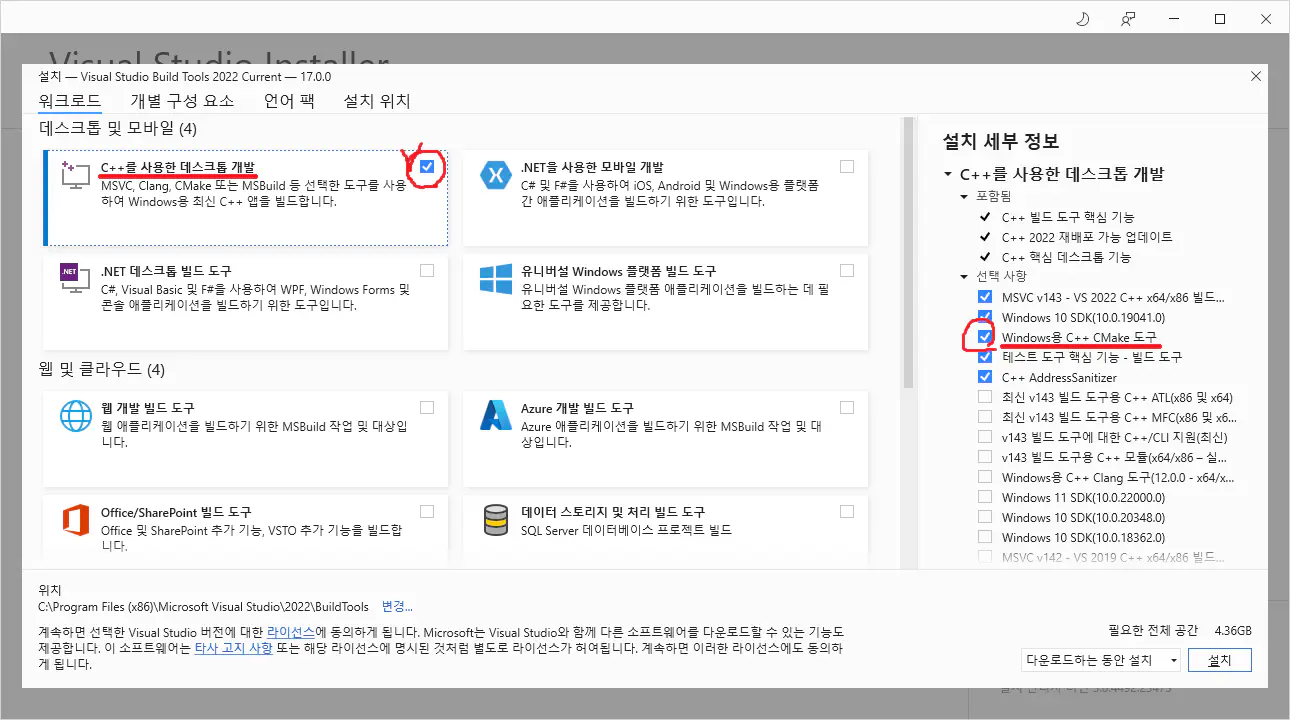 Visual Studio Installer
설치 — Visual Studio Build Tools 2022 Current — 17.0.0
워크로드 개별 구성 요소 언어 팩 설치 위치
데스크톱 및 모바일 (4)
C++를 사용한 데스크톱 개발
MSVC, Clang, CMake 또는 MSBuild 등 선택한 도구를 사용
하여 Windows용 최신 C++ 앱을 빌드합니다.
.NET을 사용한 모바일 개발
C# 및 F#을 사용하여 iOS, Android 및 Windows용 플랫폼
간 애플리케이션을 빌드하기 위한 도구입니다.
.NET
.NET 데스크톱 빌드 도구
C#, Visual Basic 및 F#을 사용하여 WPF, Windows Forms 및
콘솔 애플리케이션을 빌드하기 위한 도구입니다.
유니버설 Windows 플랫폼 빌드 도구
유니버설 Windows 플랫폼 애플리케이션을 빌드하는 데 필
요한 도구를 제공합니다.
웹 및 클라우드 (4)
웹 개발 빌드 도구
웹 애플리케이션을 빌드하기 위한 MSBuild 작업 및 대상입
니다.
Azure 개발 빌드 도구
Azure 애플리케이션을 빌드하기 위한 MSBuild 작업 및 대
상입니다.
Office/SharePoint 빌드 도구
Office 및 SharePoint 추가 기능, VSTO 추가 기능을 빌드합
니다.
데이터 스토리지 및 처리 빌드 도구
SQL Server 데이터베이스 프로젝트 빌드
설치 세부 정보
C++를 사용한 데스크톱 개발
포함됨
C++ 빌드 도구 핵심 기능
C++ 2022 재배포 가능 업데이트
C++ 핵심 데스크톱 기능
선택 사항
MSVC v143 - VS 2022 C++ x64/x86 빌드...
Windows 10 SDK(10.0.19041.0)
Windows용 C++ CMake 도구
테스트 도구 핵심 기능 - 빌드 도구
C++ AddressSanitizer
최신 v143 빌드 도구용 C++ ATL(x86 및 x64)
최신 v143 빌드 도구용 C++ MFC(x86 및 x6...
v143 빌드 도구에 대한 C++/CLI 지원(최신)
v143 빌드 도구용 C++ 모듈(x64/x86 – 실...
Windows용 C++ Clang 도구(12.0.0 - x64/x...
Windows 11 SDK(10.0.22000.0)
Windows 10 SDK(10.0.20348.0)
Windows 10 SDK(10.0.18362.0)
MSVC v142 - VS 2019 C++ x64/x86 빌드...
위치
C:\Program Files (x86)\Microsoft Visual Studio\2022\BuildTools 변경...
계속하면 선택한 Visual Studio 버전에 대한 라이선스에 동의하게 됩니다. Microsoft는 Visual Studio와 함께 다른 소프트웨어를 다운로드할 수 있는 기능도
제공합니다. 이 소프트웨어는 타사 고지 사항 또는 해당 라이선스에 명시된 것처럼 별도로 라이선스가 허여됩니다. 계속하면 이러한 라이선스에도 동의하
게 됩니다.
필요한 전체 공간 4.36GB
다운로드하는 동안 설치 설치